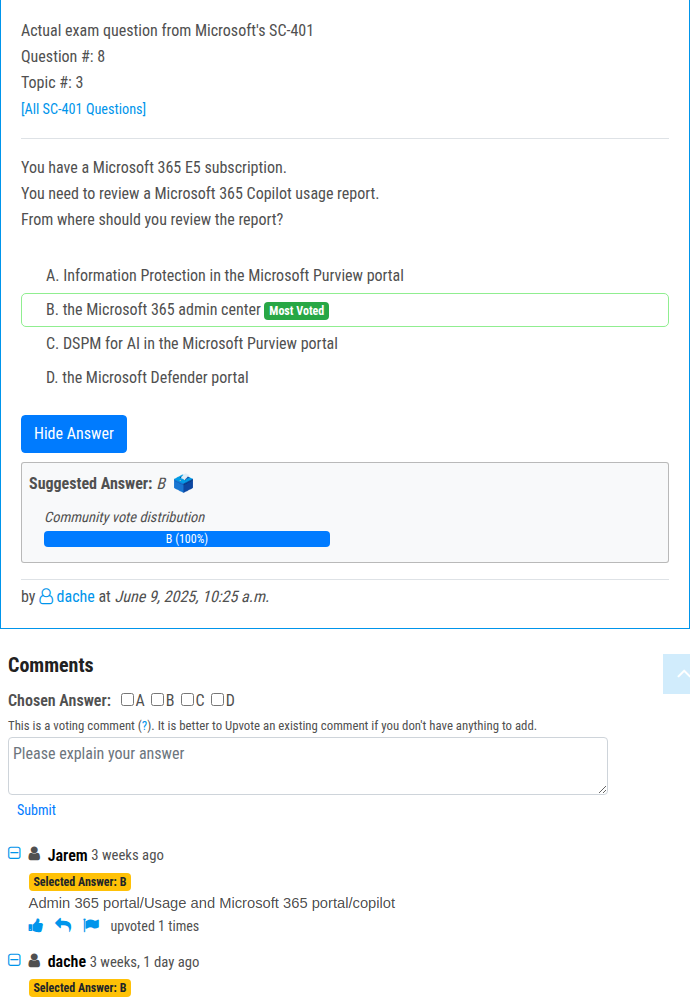 Actual exam question from Microsoft's SC-401
Question #: 8
Topic #: 3
[All SC-401 Questions]
You have a Microsoft 365 E5 subscription.
You need to review a Microsoft 365 Copilot usage report.
From where should you review the report?
A. Information Protection in the Microsoft Purview portal
B. the Microsoft 365 admin center Most Voted
C. DSPM for AI in the Microsoft Purview portal
D. the Microsoft Defender portal
Hide Answer
Suggested Answer: B
Community vote distribution
B (100%)
by dache at June 9, 2025, 10:25 a.m.
Comments
Chosen Answer: A B C D
This is a voting comment (?). It is better to Upvote an existing comment if you don't have anything to add.
Please explain your answer
Submit
Jarem 3 weeks ago
Selected Answer: B
Admin 365 portal/Usage and Microsoft 365 portal/copilot
upvoted 1 times
dache 3 weeks, 1 day ago
Selected Answer: B